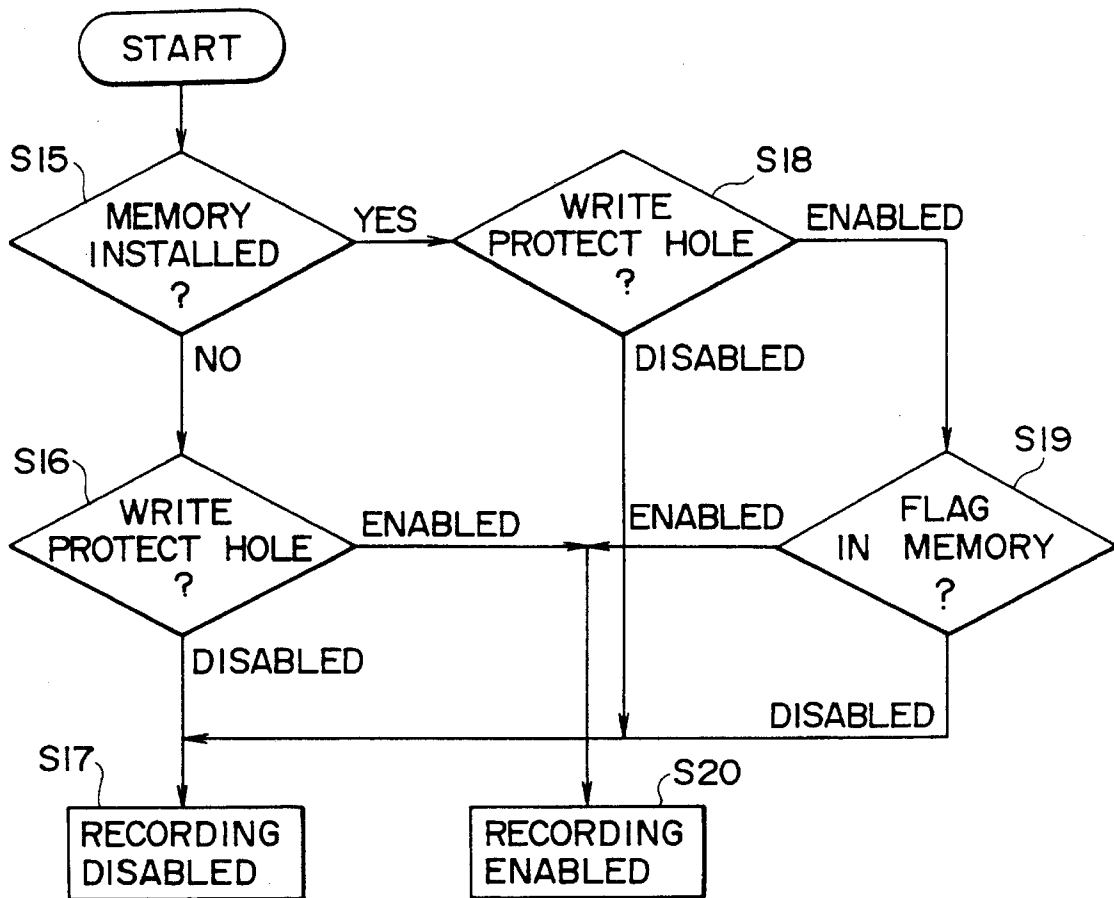 START
S15
MEMORY
INSTALLED
?
YES
NO
S18
WRITE
PROTECT HOLE
?
ENABLED
DISABLED
S16
WRITE
PROTECT HOLE
?
ENABLED
DISABLED
S19
FLAG
IN MEMORY
?
ENABLED
DISABLED
S17
RECORDING
DISABLED
S20
RECORDING
ENABLED